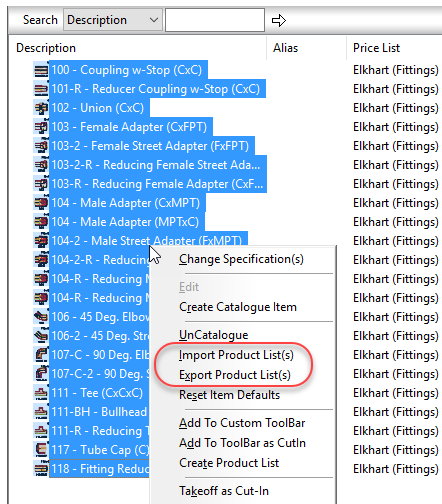 Search Description
Description Alias Price List
100 - Coupling w-Stop (CxC) Elkhart (Fittings)
101-R - Reducer Coupling w-Stop (CxC) Elkhart (Fittings)
102 - Union (CxC) Elkhart (Fittings)
103 - Female Adapter (CxFPT) Elkhart (Fittings)
103-2 - Female Street Adapter (FxFPT) Elkhart (Fittings)
103-2-R - Reducing Female Street Ada... Elkhart (Fittings)
103-R - Reducing Female Adapter (CxF... Elkhart (Fittings)
104 - Male Adapter (CxMPT) Elkhart (Fittings)
104 - Male Adapter (MPTxC) Elkhart (Fittings)
104-2 - Male Street Adapter (FxMPT) Elkhart (Fittings)
104-2-R - Reducing Change Specification(s) Elkhart (Fittings)
104-R - Reducing Edit Elkhart (Fittings)
104-R - Reducing Create Catalogue Item Elkhart (Fittings)
106 - 45 Deg. Elbow UnCatalogue Elkhart (Fittings)
106-2 - 45 Deg. Stree Import Product List(s) Elkhart (Fittings)
107-C - 90 Deg. Elb Export Product List(s) Elkhart (Fittings)
107-C-2 - 90 Deg. S Reset Item Defaults Elkhart (Fittings)
111 - Tee (CxCxC) Add To Custom ToolBar Elkhart (Fittings)
111-BH - Bullhead Add To ToolBar as CutIn Elkhart (Fittings)
117 - Tube Cap (C) Create Product List Elkhart (Fittings)
118 - Fitting Reduc Takeoff as Cut-In Elkhart (Fittings)